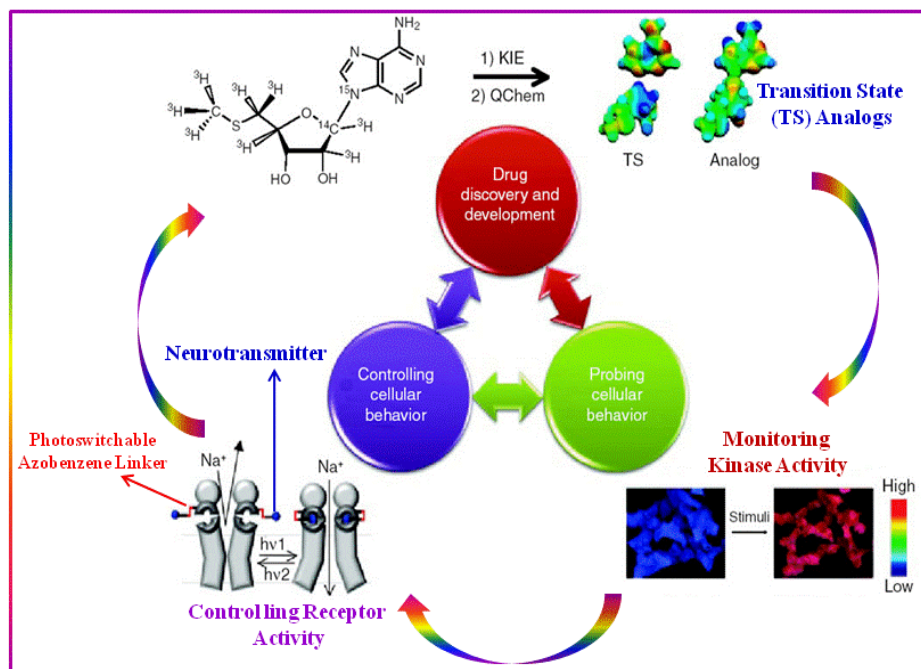 NH₂
1) KIE
2) QChem
³H
³H
³H
³H
³H
S
N
N
¹⁵N
N
N
O
¹⁴C
³H
³H
³H
HO
OH
TS
Analog
Transition State
(TS) Analogs
Drug
discovery and
development
Neurotransmitter
Controlling
cellular
behavior
Probing
cellular
behavior
Photoswitchable
Azobenzene Linker
Na⁺
Na⁺
hν1
hν2
Controlling Receptor
Activity
Monitoring
Kinase Activity
Stimuli
High
Low